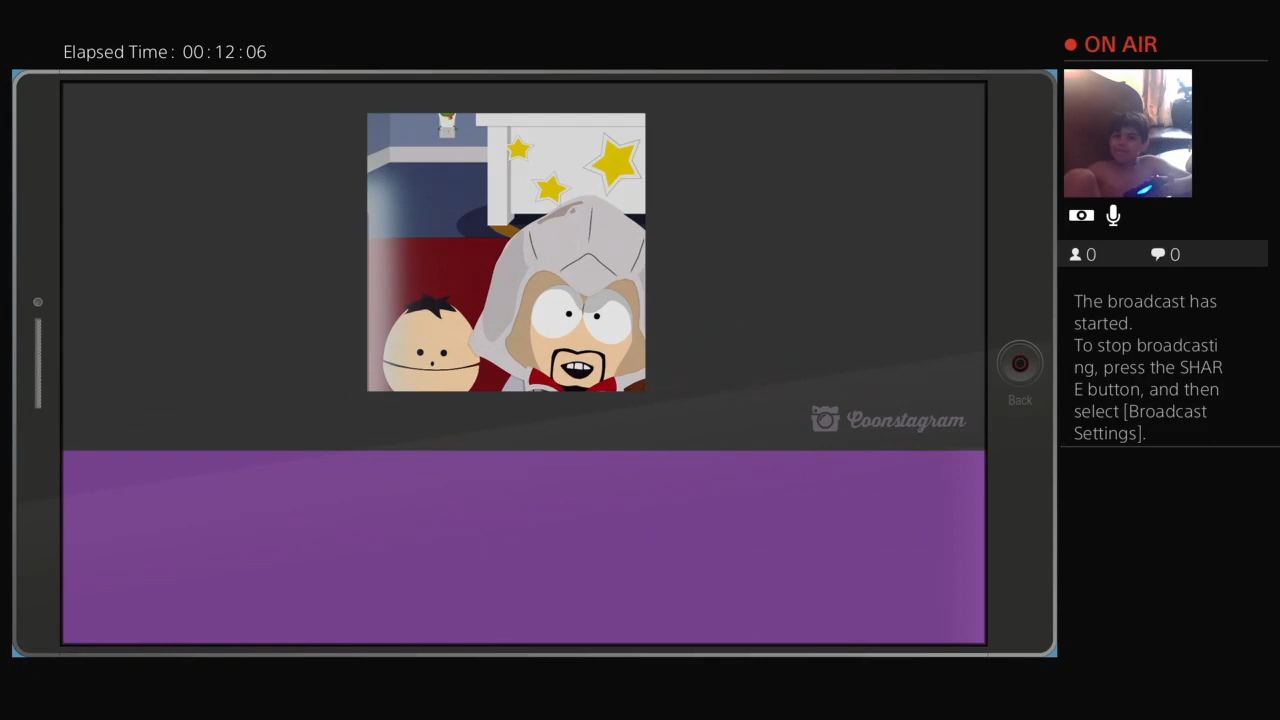 Elapsed Time: 00:12:06
ON AIR
0
0
The broadcast has
started.
To stop broadcasti
ng, press the SHAR
E button, and then
select [Broadcast
Settings].
Back
Coonstagram